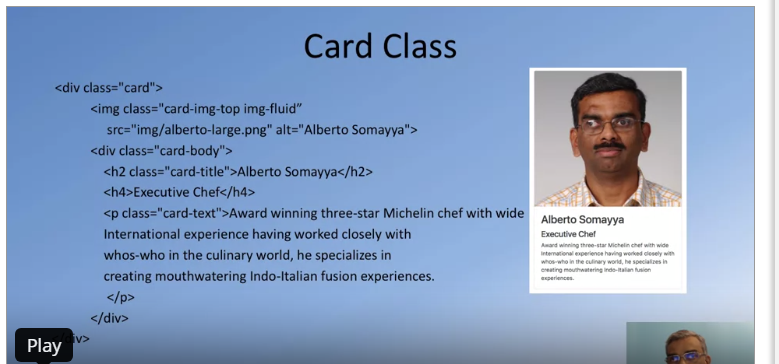 Card Class
<div class="card">
<img class="card-img-top img-fluid”
src="img/alberto-large.png" alt="Alberto Somayya">
<div class="card-body">
<h2 class="card-title">Alberto Somayya</h2>
<h4>Executive Chef</h4>
<p class="card-text">Award winning three-star Michelin chef with wide
International experience having worked closely with
whos-who in the culinary world, he specializes in
creating mouthwatering Indo-Italian fusion experiences.
</p>
</div>
div>
Alberto Somayya
Executive Chef
Award winning three-star Michelin chef with wide
International experience having worked closely with
whos-who in the culinary world, he specializes in
creating mouthwatering Indo-Italian fusion
experiences.
Play